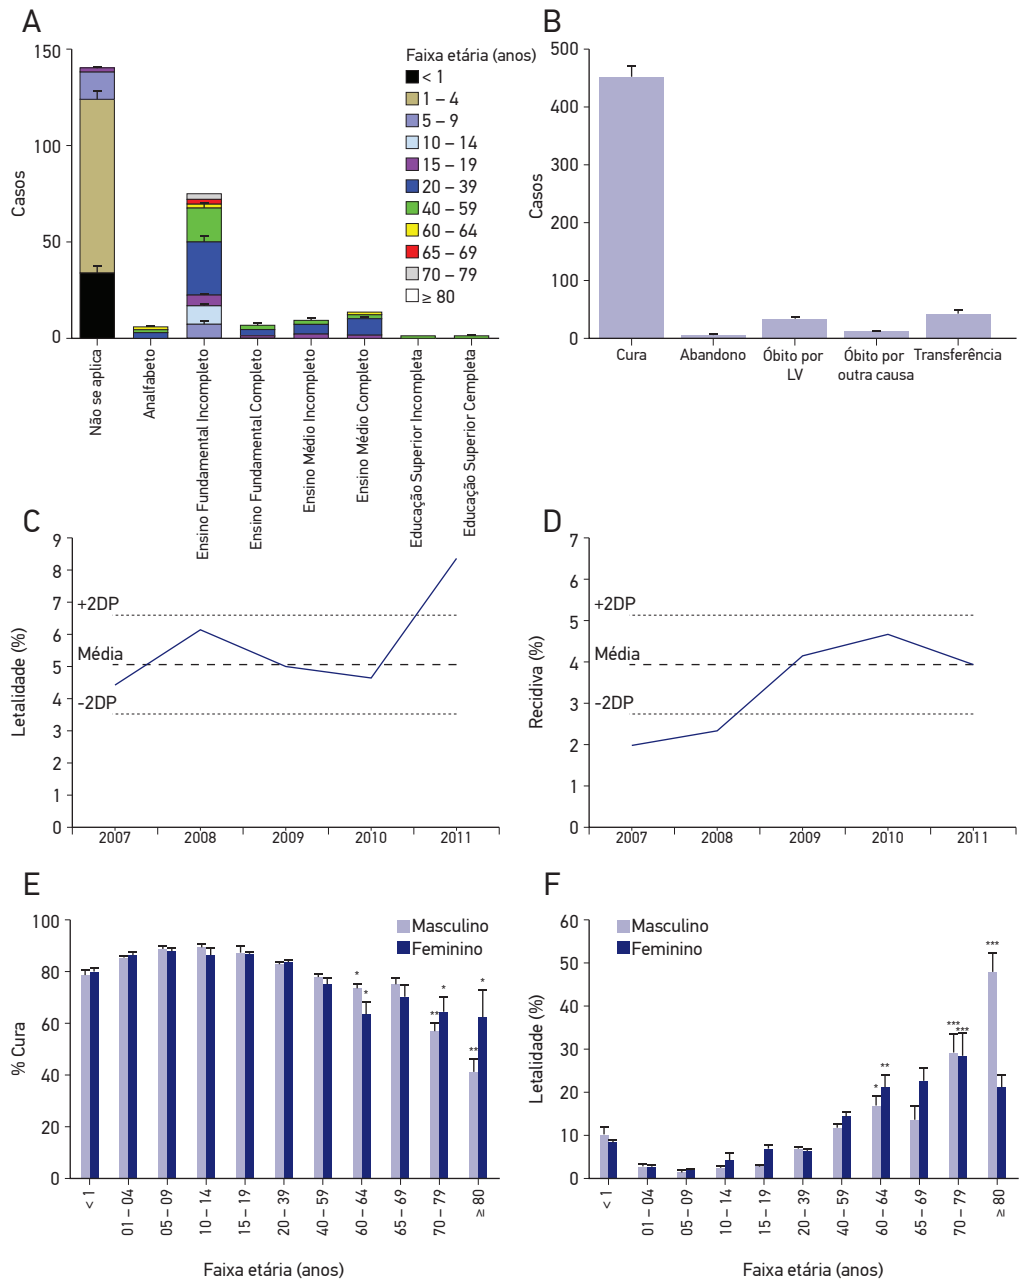 A
150
100
50
0
Casos
Faixa etária (anos)
< 1
1 – 4
5 – 9
10 – 14
15 – 19
20 – 39
40 – 59
60 – 64
65 – 69
70 – 79
≥ 80
Não se aplica
Analfabeto
Ensino Fundamental Incompleto
Ensino Fundamental Completo
Ensino Médio Incompleto
Ensino Médio Completo
Educação Superior Incompleto
Educação Superior Cempleta
B
500
400
300
200
100
0
Casos
Cura
Abandono
Óbito por
LV
Óbito por
outra causa
Transferência
C
9
8
7
6
5
4
3
2
1
0
Letalidade (%)
+2DP
Média
-2DP
2007
2008
2009
2010
2011
D
7
6
5
4
3
2
1
0
Recidiva (%)
+2DP
Média
-2DP
2007
2008
2009
2010
2011
E
100
80
60
40
20
0
% Cura
Masculino
Feminino
*
*
**
*
**
*
< 1
01 – 04
05 – 09
10 – 14
15 – 19
20 – 39
40 – 59
60 – 64
65 – 69
70 – 79
≥ 80
Faixa etária (anos)
F
60
50
40
30
20
10
0
Letalidade (%)
Masculino
Feminino
*
**
***
***
***
< 1
01 – 04
05 – 09
10 – 14
15 – 19
20 – 39
40 – 59
60 – 64
65 – 69
70 – 79
≥ 80
Faixa etária (anos)